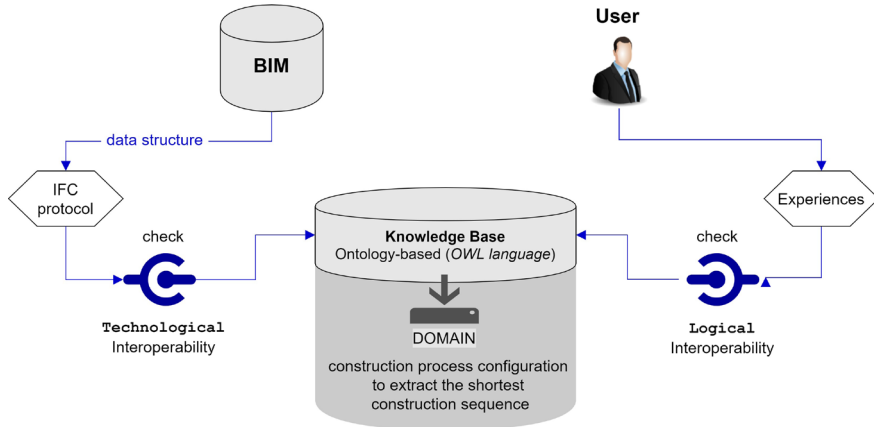 BIM
User
data structure
IFC
protocol
Experiences
check
check
Knowledge Base
Ontology-based (OWL language)
Technological
Interoperability
Logical
Interoperability
DOMAIN
construction process configuration
to extract the shortest
construction sequence